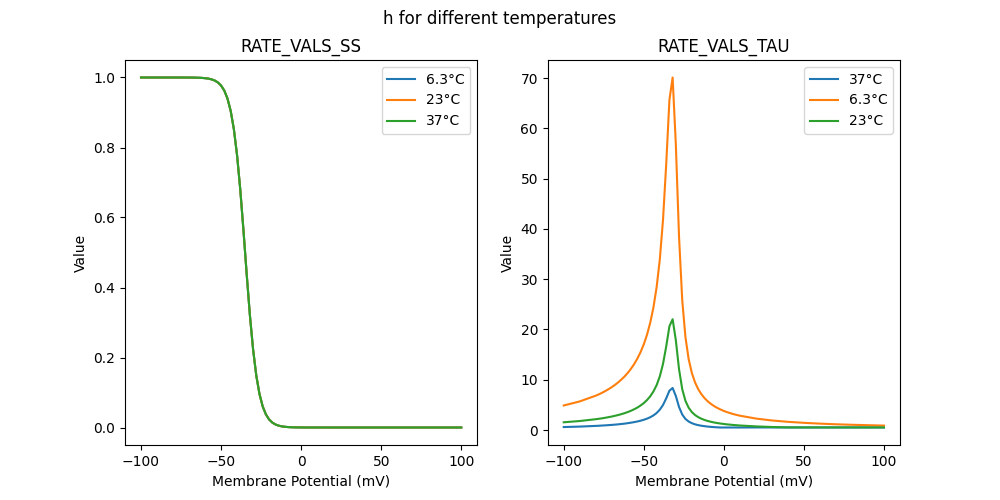 h for different temperatures
RATE_VALS_SS
1.0
0.8
0.6
0.4
0.2
0.0
Value
−100
−50
0
50
100
Membrane Potential (mV)
6.3°C
23°C
37°C
RATE_VALS_TAU
70
60
50
40
30
20
10
0
Value
−100
−50
0
50
100
Membrane Potential (mV)
37°C
6.3°C
23°C